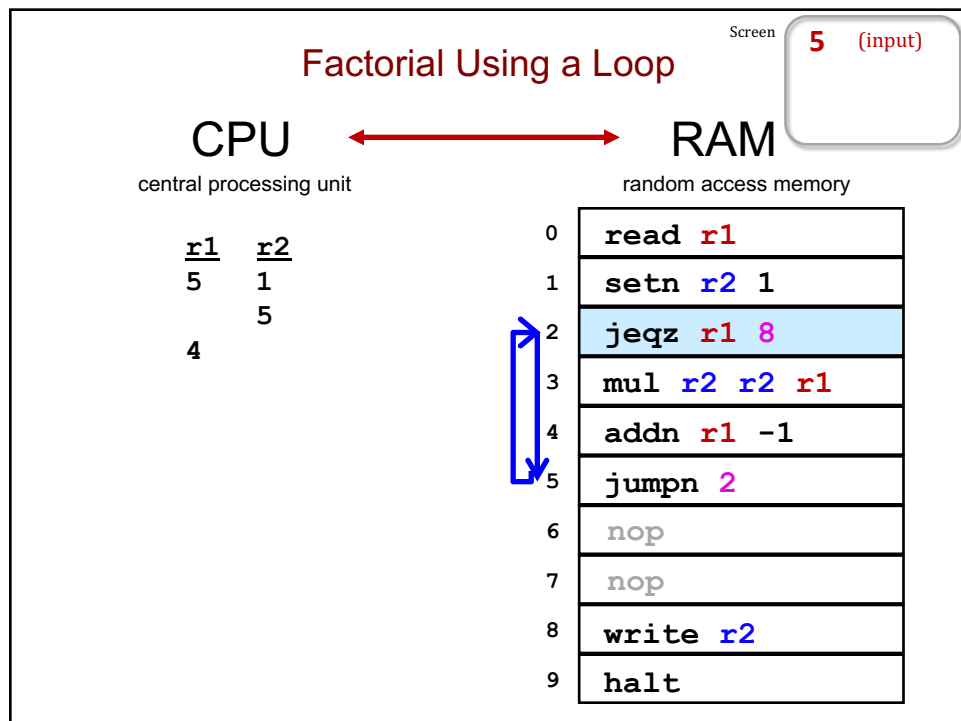 Screen
5 (input)
Factorial Using a Loop
CPU
RAM
central processing unit
random access memory
r1 r2
5 1
5
4
0 read r1
1 setn r2 1
2 jeqz r1 8
3 mul r2 r2 r1
4 addn r1 -1
5 jumpn 2
6 nop
7 nop
8 write r2
9 halt